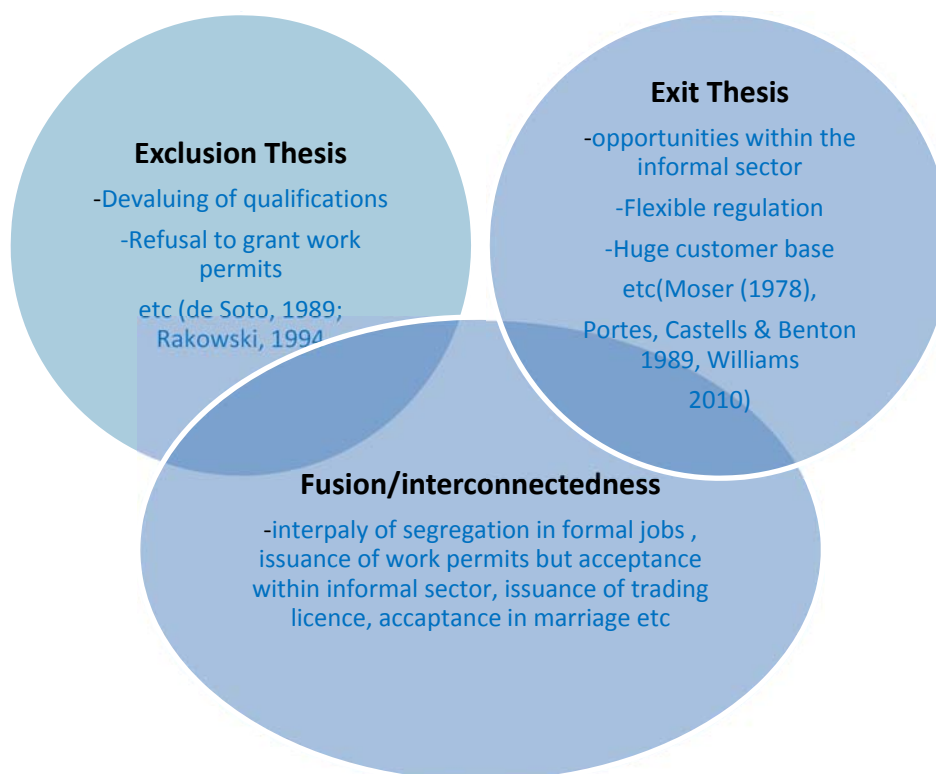 Exclusion Thesis
-Devaluing of qualifications
-Refusal to grant work
permits
etc (de Soto, 1989;
Rakowski, 1994
Exit Thesis
-opportunities within the
informal sector
-Flexible regulation
-Huge customer base
etc(Moser (1978),
Portes, Castells & Benton
1989, Williams
2010)
Fusion/interconnectedness
-interpaly of segregation in formal jobs ,
issuance of work permits but acceptance
within informal sector, issuance of trading
licence, accaptance in marriage etc